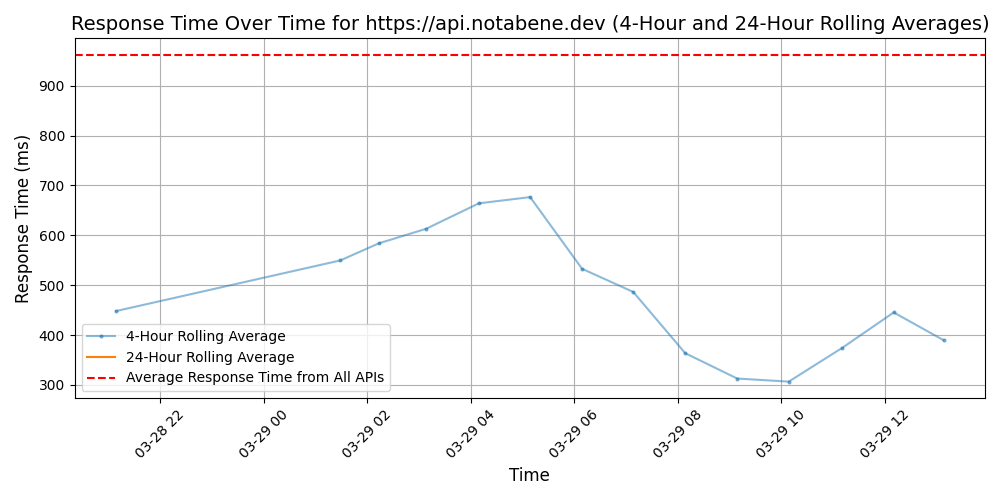 Response Time Over Time for https://api.notabene.dev (4-Hour and 24-Hour Rolling Averages)
Response Time (ms)
900
800
700
600
500
400
300
4-Hour Rolling Average
24-Hour Rolling Average
Average Response Time from All APIs
03-28 22
03-29 00
03-29 02
03-29 04
03-29 06
03-29 08
03-29 10
03-29 12
Time